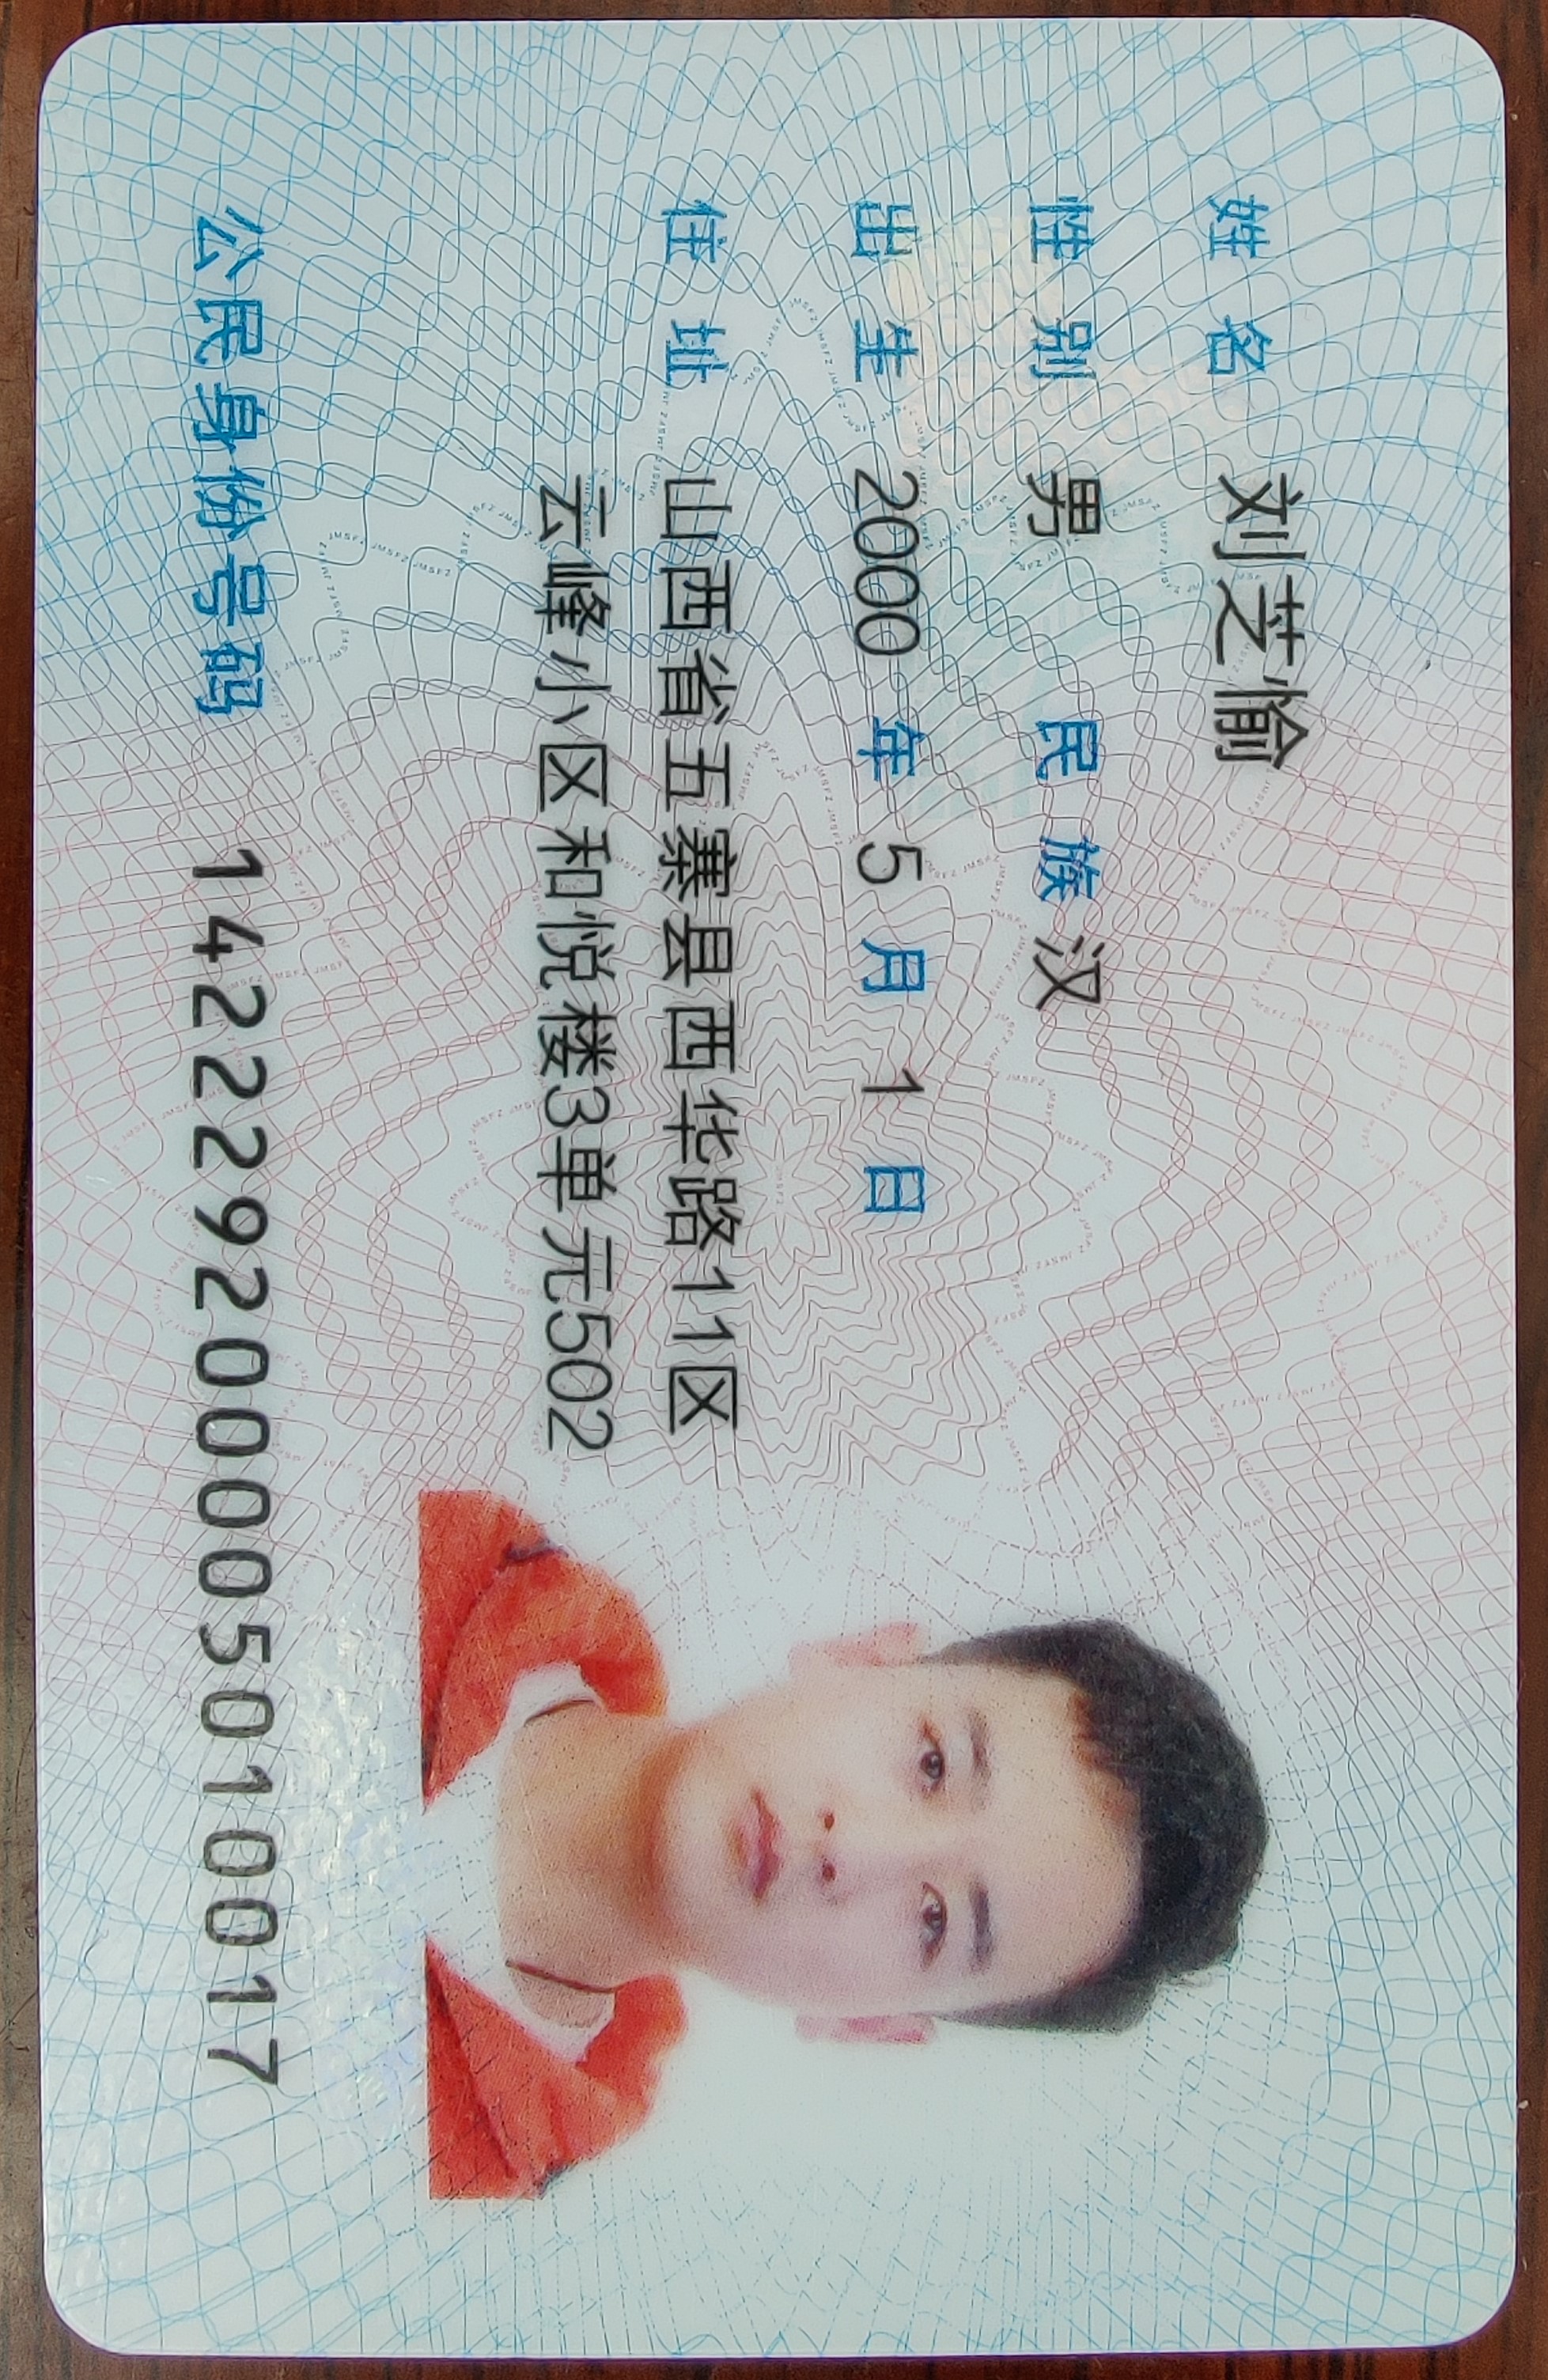 姓名 刘芝愉
性别 男 民族 汉
出生 2000 年 5 月 1 日
住址 山西省五寨县西华路11区
云峰小区和悦楼3单元502
公民身份号码 142229200005010017